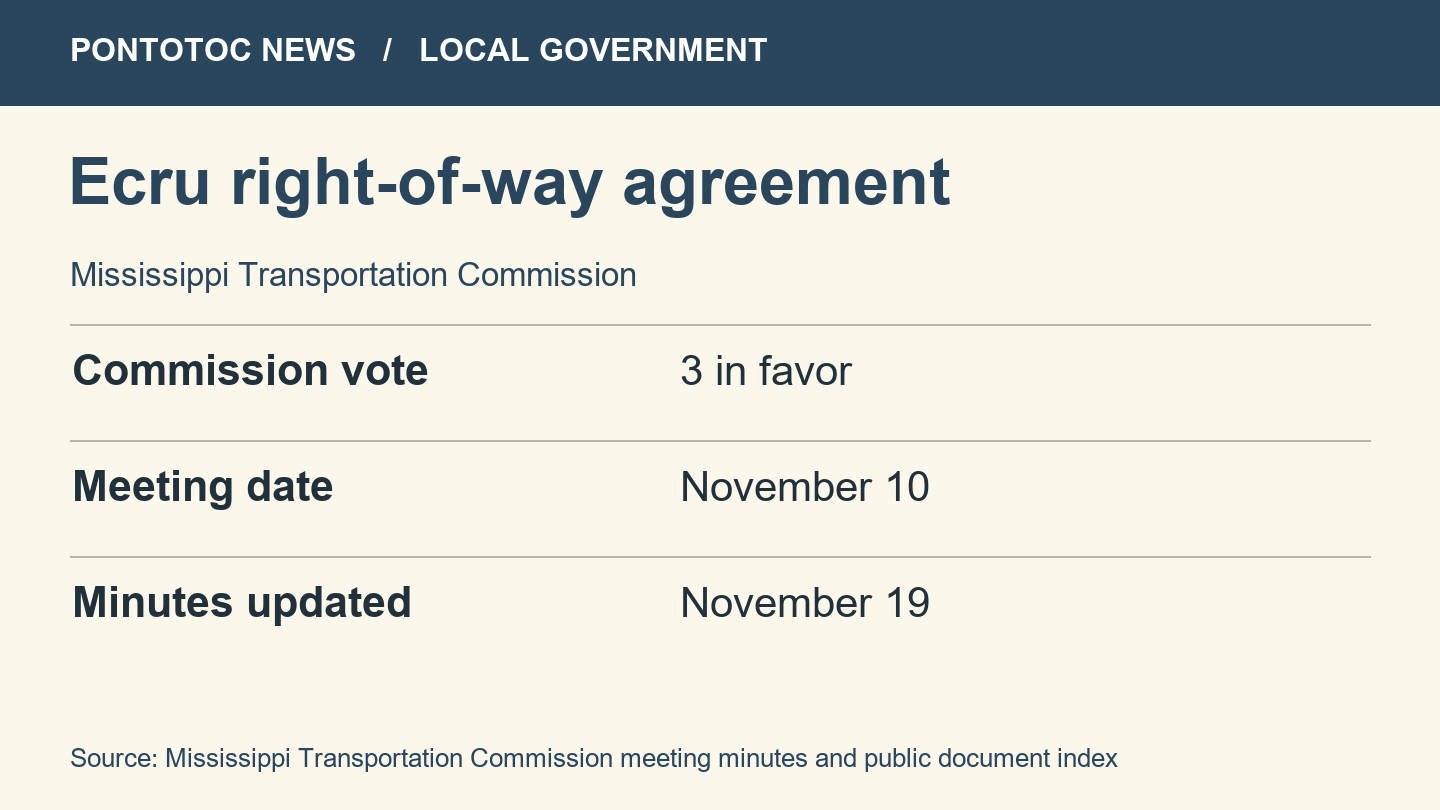 PONTOTOC NEWS / LOCAL GOVERNMENT
Ecru right-of-way agreement
Mississippi Transportation Commission
Commission vote 3 in favor
Meeting date November 10
Minutes updated November 19
Source: Mississippi Transportation Commission meeting minutes and public document index